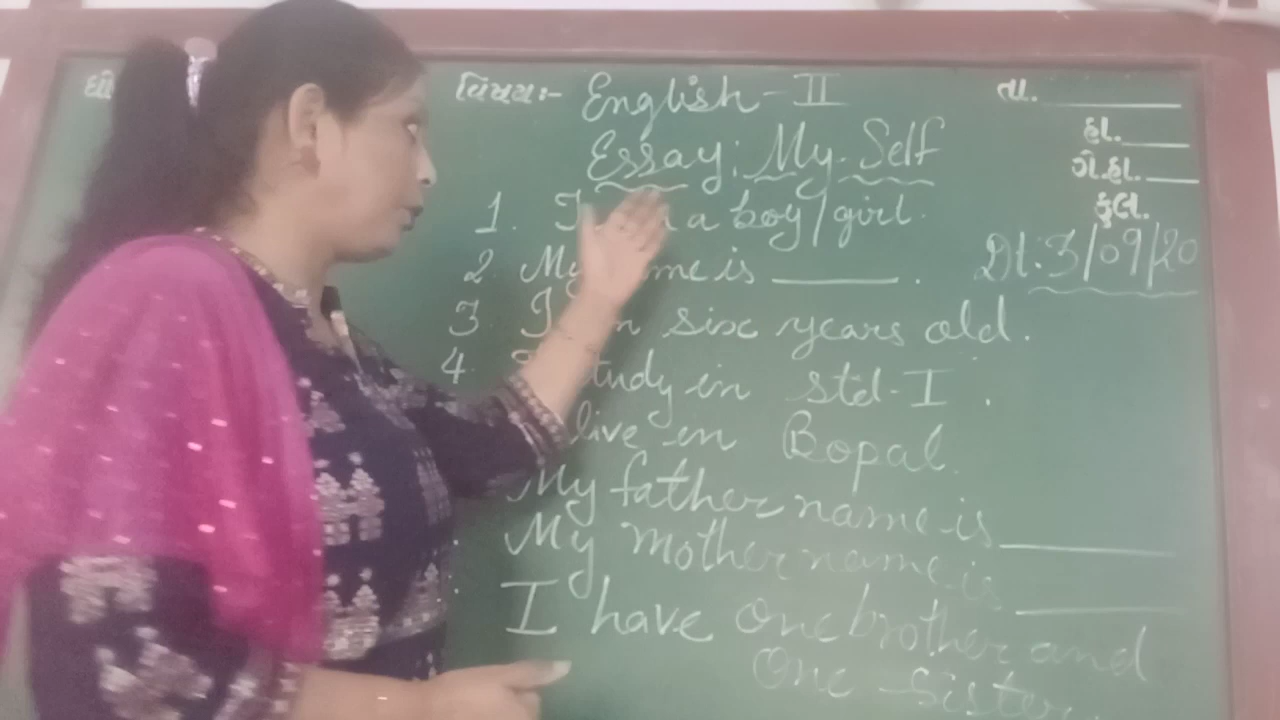 વિષય:- English - II
તા.
હા.
Essay: My Self
ગે.હા.
1. I a boy/girl.
કુલ.
2. My is ______.
Dt: 3/09/20
3. I six years old.
4. in std-I.
live in Bopal.
My father name is ______
My mother name is ______
I have One brother and
One Sister.